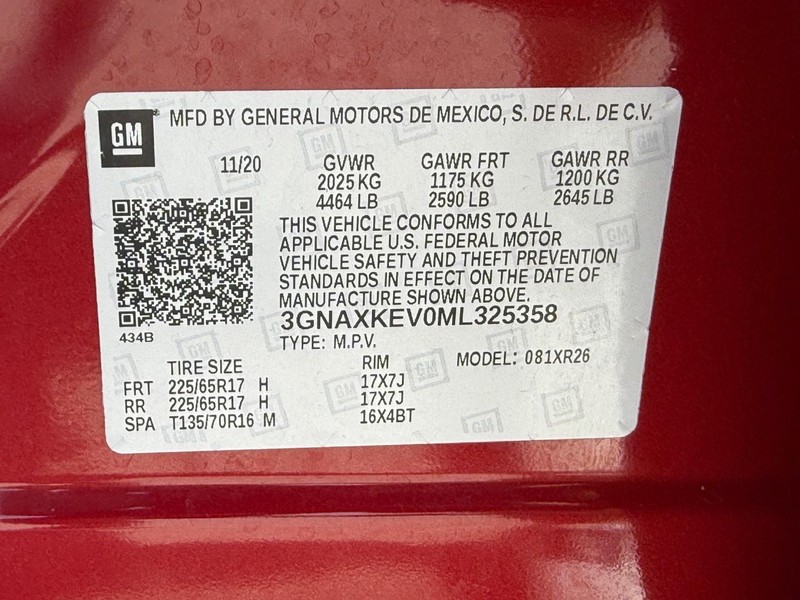 GM MFD BY GENERAL MOTORS DE MEXICO, S. DE R.L. DE C.V.
11/20 GVWR GAWR FRT GAWR RR
2025 KG 1175 KG 1200 KG
4464 LB 2590 LB 2645 LB
THIS VEHICLE CONFORMS TO ALL
APPLICABLE U.S. FEDERAL MOTOR
VEHICLE SAFETY AND THEFT PREVENTION
STANDARDS IN EFFECT ON THE DATE OF
MANUFACTURE SHOWN ABOVE.
3GNAXKEV0ML325358
434B
TYPE: M.P.V.
TIRE SIZE RIM MODEL: 081XR26
FRT 225/65R17 H 17X7J
RR 225/65R17 H 17X7J
SPA T135/70R16 M 16X4BT